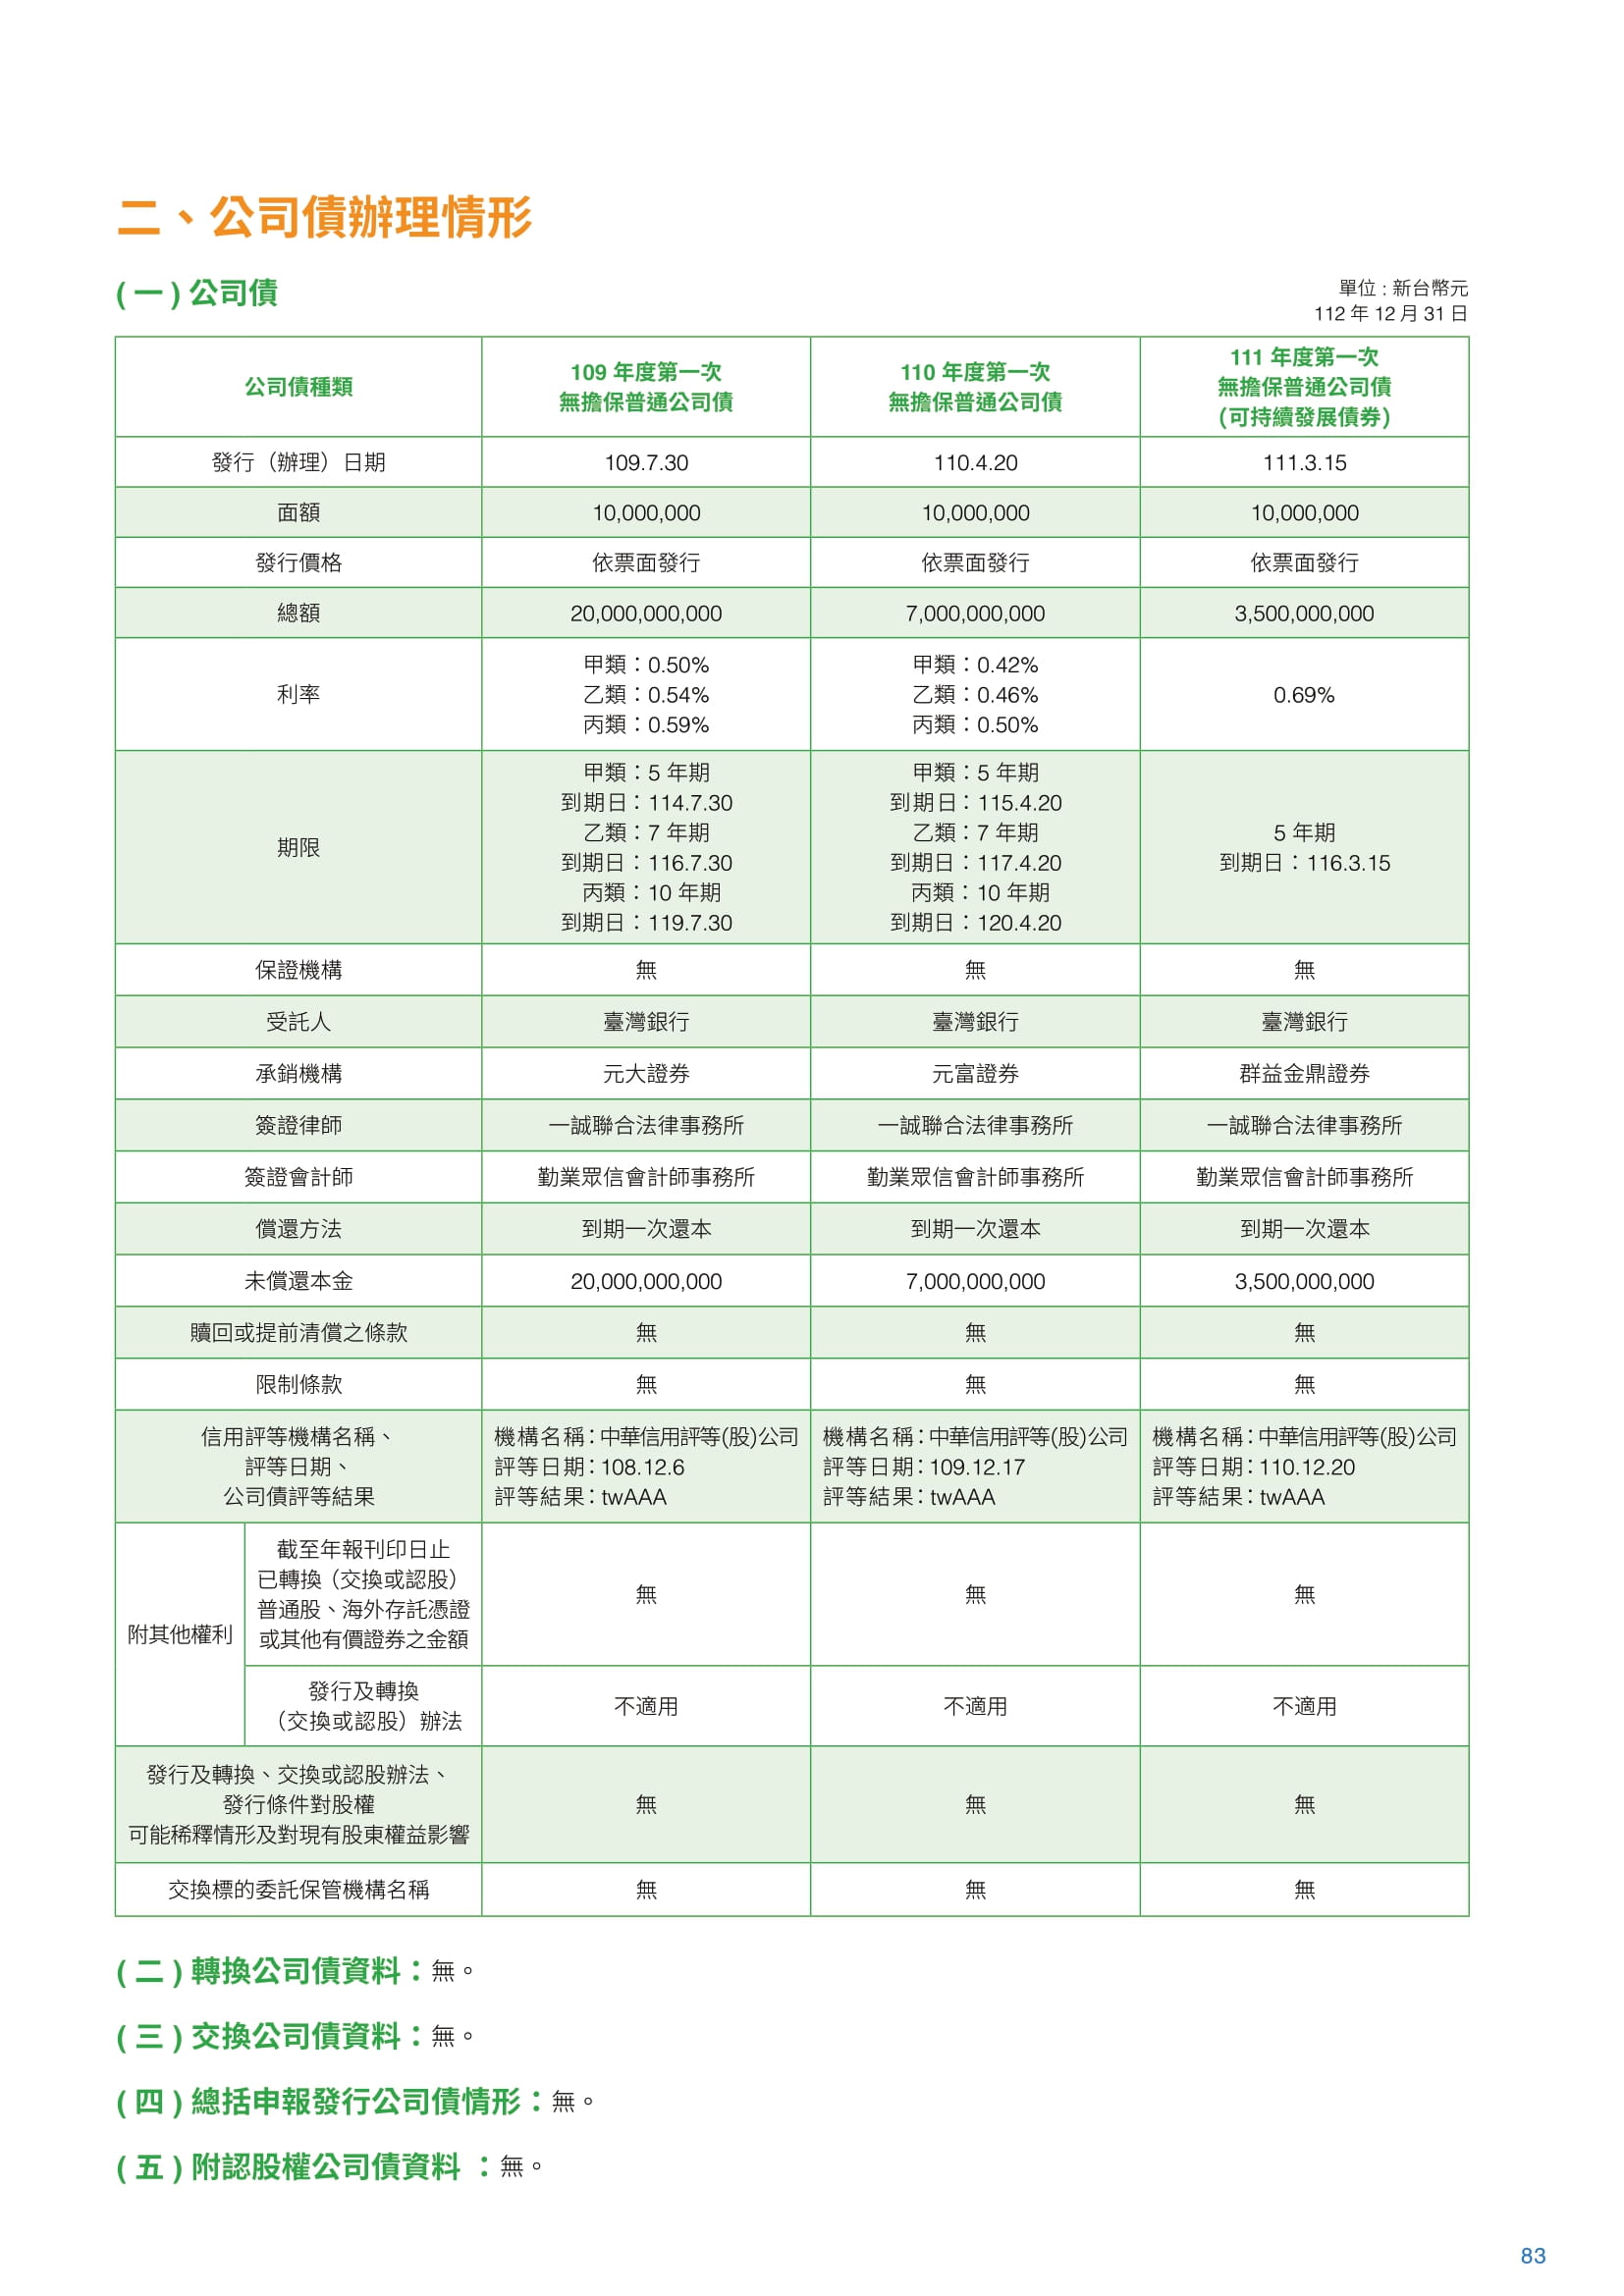 二、公司債辦理情形
(一)公司債
單位:新台幣元
112 年 12 月 31 日
公司債種類
109 年度第一次
無擔保普通公司債
110 年度第一次
無擔保普通公司債
111 年度第一次
無擔保普通公司債
(可持續發展債券)
發行（辦理）日期 109.7.30 110.4.20 111.3.15
面額 10,000,000 10,000,000 10,000,000
發行價格 依票面發行 依票面發行 依票面發行
總額 20,000,000,000 7,000,000,000 3,500,000,000
利率
甲類：0.50%
乙類：0.54%
丙類：0.59%
甲類：0.42%
乙類：0.46%
丙類：0.50%
0.69%
期限
甲類：5 年期
到期日：114.7.30
乙類：7 年期
到期日：116.7.30
丙類：10 年期
到期日：119.7.30
甲類：5 年期
到期日：115.4.20
乙類：7 年期
到期日：117.4.20
丙類：10 年期
到期日：120.4.20
5 年期
到期日：116.3.15
保證機構 無 無 無
受託人 臺灣銀行 臺灣銀行 臺灣銀行
承銷機構 元大證券 元富證券 群益金鼎證券
簽證律師 一誠聯合法律事務所 一誠聯合法律事務所 一誠聯合法律事務所
簽證會計師 勤業眾信會計師事務所 勤業眾信會計師事務所 勤業眾信會計師事務所
償還方法 到期一次還本 到期一次還本 到期一次還本
未償還本金 20,000,000,000 7,000,000,000 3,500,000,000
贖回或提前清償之條款 無 無 無
限制條款 無 無 無
信用評等機構名稱、
評等日期、
公司債評等結果
機構名稱：中華信用評等(股)公司
評等日期：108.12.6
評等結果：twAAA
機構名稱：中華信用評等(股)公司
評等日期：109.12.17
評等結果：twAAA
機構名稱：中華信用評等(股)公司
評等日期：110.12.20
評等結果：twAAA
附其他權利
截至年報刊印日止
已轉換（交換或認股）
普通股、海外存託憑證
或其他有價證券之金額
無 無 無
發行及轉換
（交換或認股）辦法
不適用 不適用 不適用
發行及轉換、交換或認股辦法、
發行條件對股權
可能稀釋情形及對現有股東權益影響
無 無 無
交換標的委託保管機構名稱 無 無 無
(二)轉換公司債資料：無。
(三)交換公司債資料：無。
(四)總括申報發行公司債情形：無。
(五)附認股權公司債資料 ：無。
83